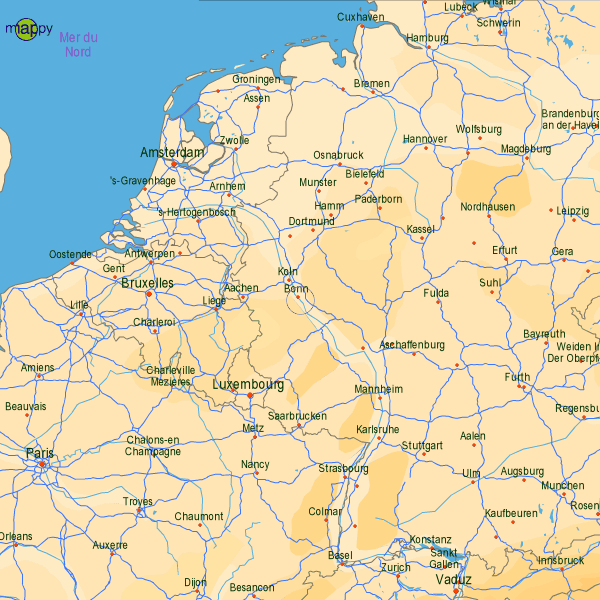 Cuxhaven
Lubeck
Wismar
Schwerin
Hamburg
mappy
Mer du
Nord
Groningen
Assen
Bramen
Zwolle
Amsterdam
Osnabruck
Hannover
Wolfsburg
Brandenburg
an der Havel
Magdeburg
's-Gravenhage
Arnhem
Munster
Bielefeld
Paderborn
's-Hertogenbosch
Hamm
Dortmund
Kassel
Nordhausen
Leipzig
Oostende
Antwerpen
Gent
Bruxelles
Koln
Bonn
Aachen
Liege
Erfurt
Gera
Suhl
Fulda
Lille
Charleroi
Aschaffenburg
Bayreuth
Weiden In
Der Oberpf
Amiens
Charleville
Mezieres
Luxembourg
Mannheim
Furth
Beauvais
Saarbrucken
Karlsruhe
Regensbu
Paris
Chalons-en
Champagne
Metz
Nancy
Strasbourg
Stuttgart
Aalen
Ulm
Augsburg
Munchen
Troyes
Chaumont
Colmar
Kaufbeuren
Rosen
Orleans
Auxerre
Basel
Konstanz
Sankt
Gallen
Zurich
Vaduz
Innsbruck
Dijon
Besancon